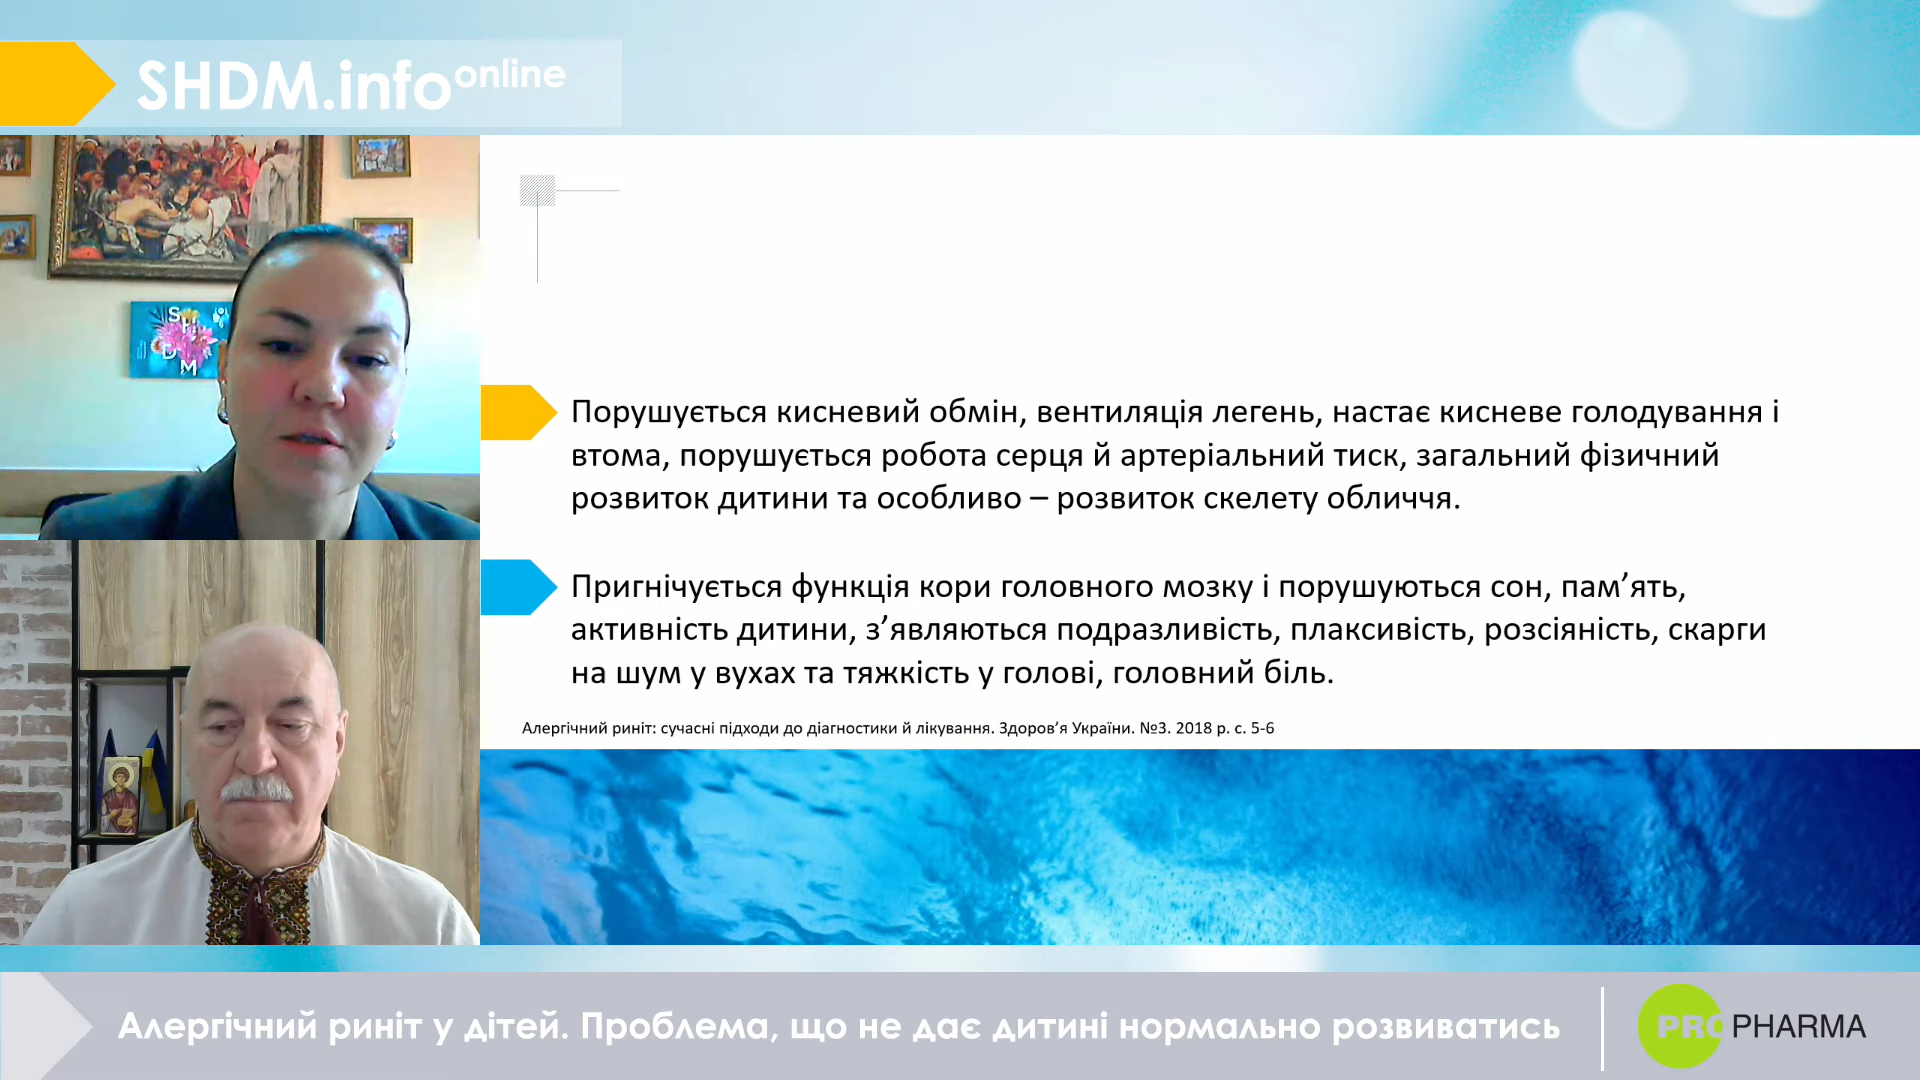 SHDM.info online
SH
D
M
Порушується кисневий обмін, вентиляція легень, настає кисневе голодування і
втома, порушується робота серця й артеріальний тиск, загальний фізичний
розвиток дитини та особливо – розвиток скелету обличчя.
Пригнічується функція кори головного мозку і порушуються сон, пам’ять,
активність дитини, з’являються подразливість, плаксивість, розсіяність, скарги
на шум у вухах та тяжкість у голові, головний біль.
Алергічний риніт: сучасні підходи до діагностики й лікування. Здоров’я України. №3. 2018 р. с. 5-6
Алергічний риніт у дітей. Проблема, що не дає дитині нормально розвиватись
PRO PHARMA